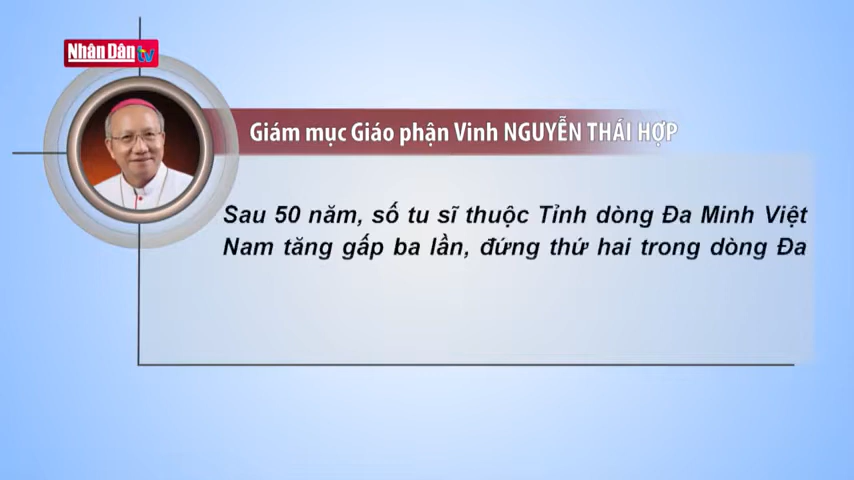 Nhân Dân tv
Giám mục Giáo phận Vinh NGUYỄN THÁI HỢP
Sau 50 năm, số tu sĩ thuộc Tỉnh dòng Đa Minh Việt
Nam tăng gấp ba lần, đứng thứ hai trong dòng Đa